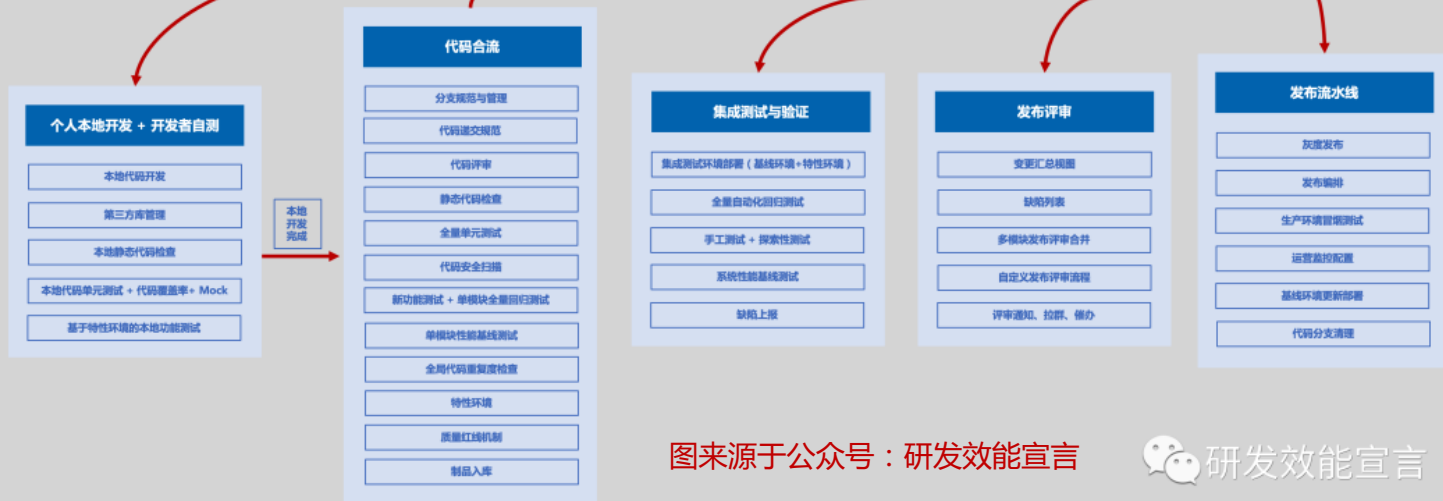 个人本地开发 + 开发者自测
本地代码开发
第三方库管理
本地静态代码检查
本地代码单元测试 + 代码覆盖率+ Mock
基于特性环境的本地功能测试
本地
开发
完成
代码合流
分支规范与管理
代码递交规范
代码评审
静态代码检查
全量单元测试
代码安全扫描
新功能测试 + 单模块全量回归测试
单模块性能基线测试
全局代码重复度检查
特性环境
质量红线机制
制品入库
集成测试与验证
集成测试环境部署（基线环境+特性环境）
全量自动化回归测试
手工测试 + 探索性测试
系统性能基线测试
缺陷上报
发布评审
变更汇总视图
缺陷列表
多模块发布评审合并
自定义发布评审流程
评审通知、拉群、催办
发布流水线
灰度发布
发布编排
生产环境冒烟测试
运营监控配置
基线环境更新部署
代码分支清理
图来源于公众号：研发效能宣言
研发效能宣言